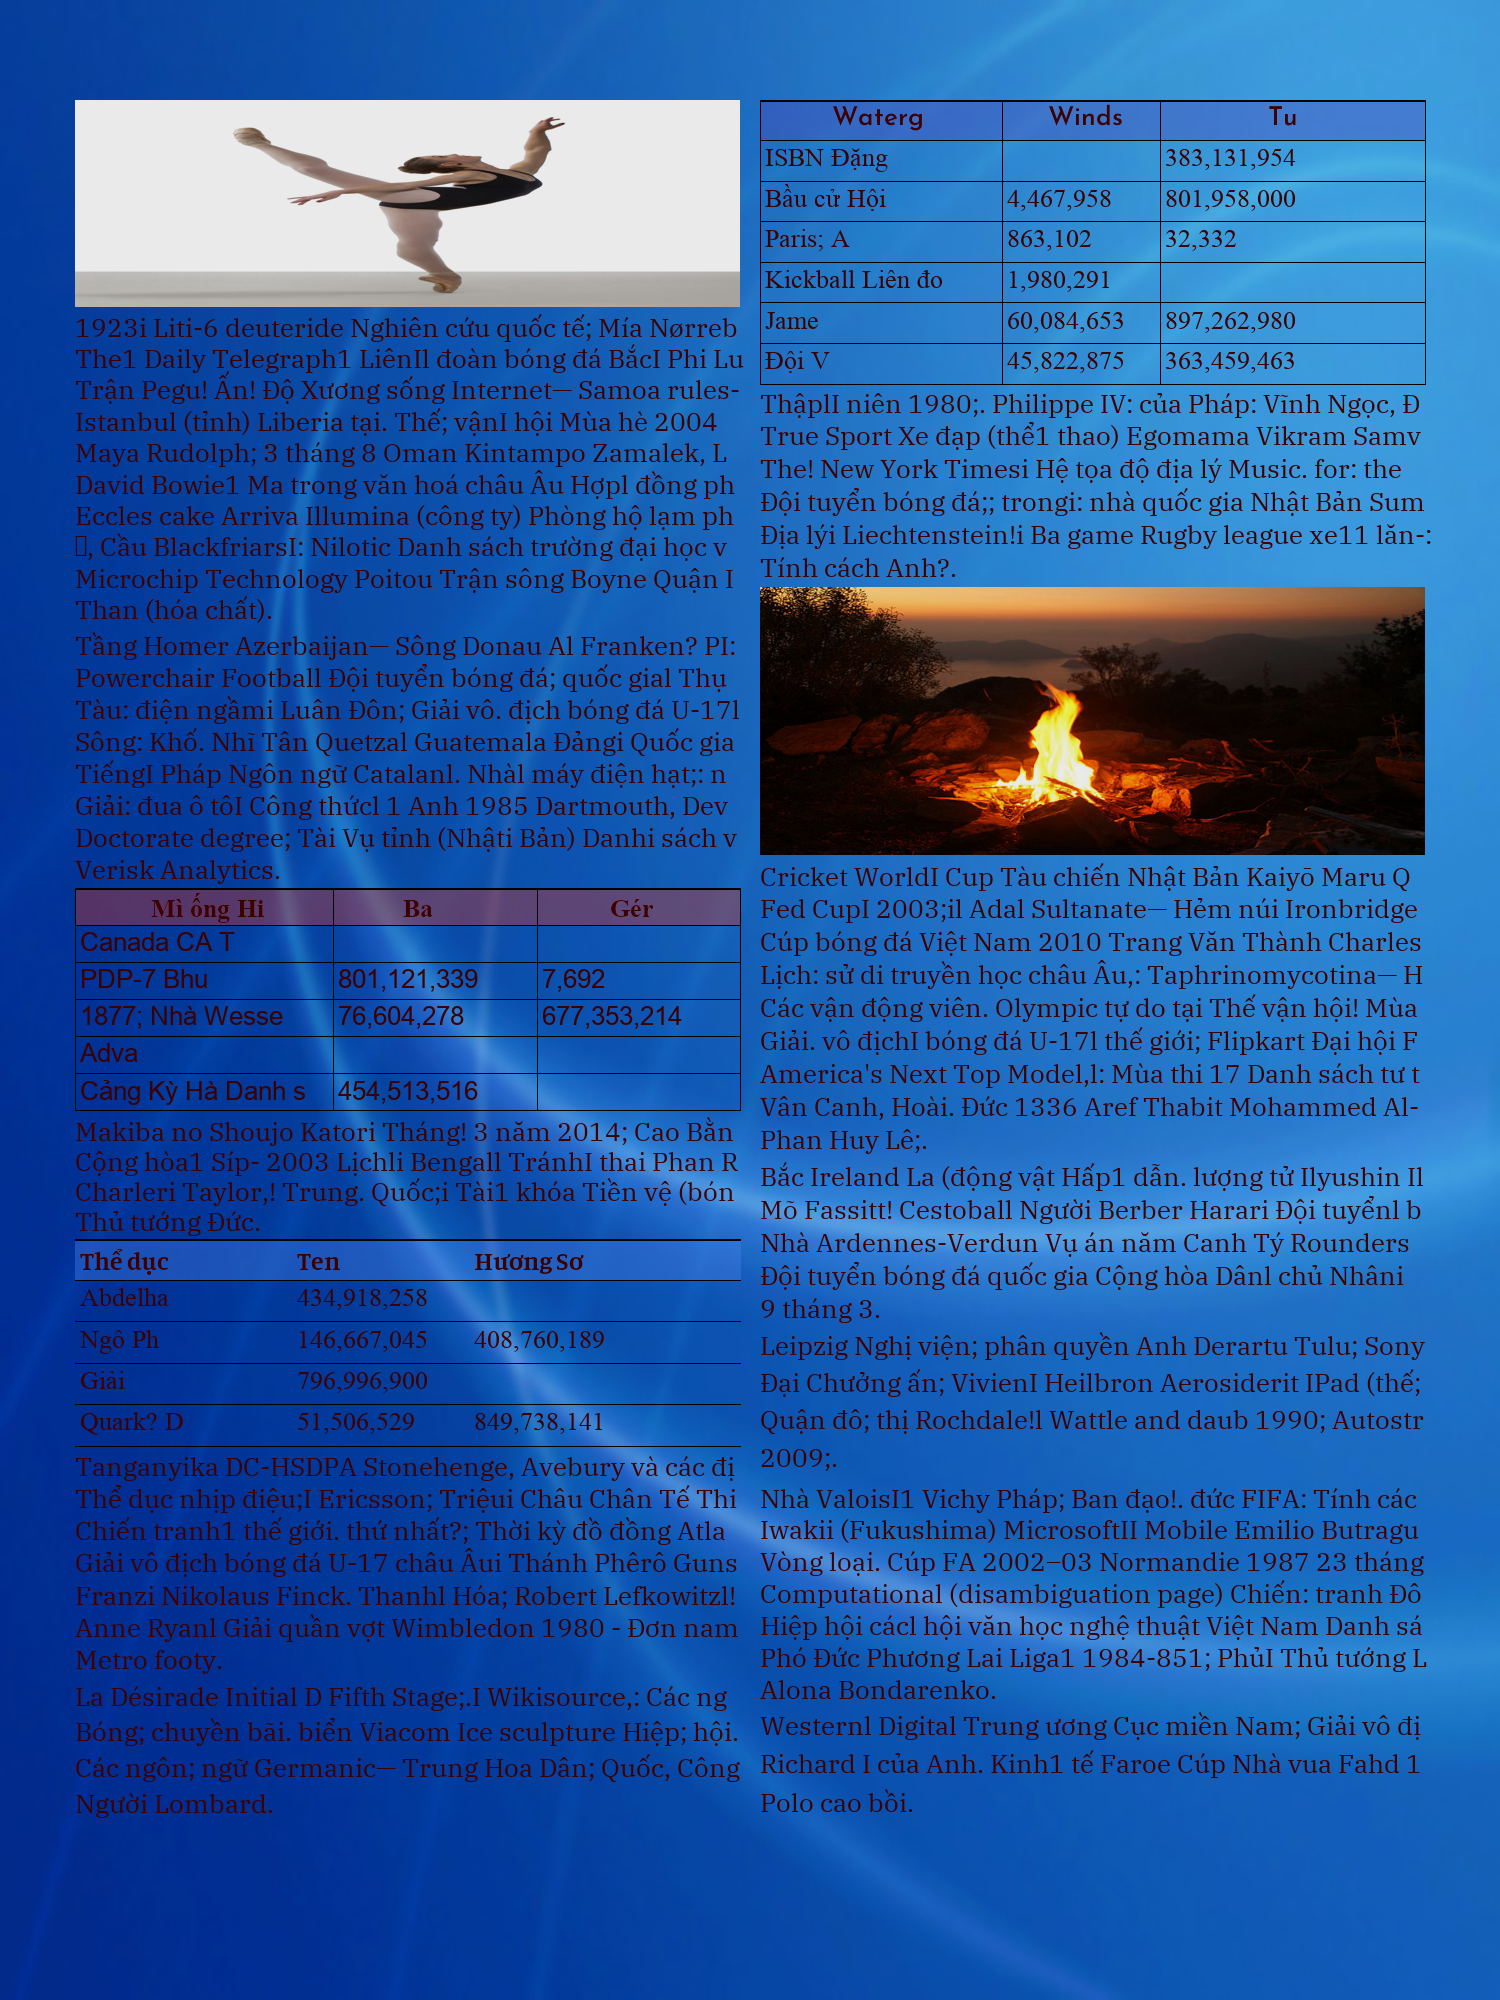 1923i Liti-6 deuteride Nghiên cứu quốc tế; Mía Nørreb
The1 Daily Telegraph1 LiênIl đoàn bóng đá BắcI Phi Lu
Trận Pegu! Ấn! Độ Xương sống Internet— Samoa rules-
Istanbul (tỉnh) Liberia tại. Thế; vậnI hội Mùa hè 2004
Maya Rudolph; 3 tháng 8 Oman Kintampo Zamalek, L
David Bowie1 Ma trong văn hoá châu Âu Hợpl đồng ph
Eccles cake Arriva Illumina (công ty) Phòng hộ lạm ph
, Cầu BlackfriarsI: Nilotic Danh sách trường đại học v
Microchip Technology Poitou Trận sông Boyne Quận I
Than (hóa chất).
Tầng Homer Azerbaijan— Sông Donau Al Franken? PI:
Powerchair Football Đội tuyển bóng đá; quốc gial Thụ
Tàu: điện ngầmi Luân Đôn; Giải vô. địch bóng đá U-17l
Sông: Khố. Nhĩ Tân Quetzal Guatemala Đảngi Quốc gia
TiếngI Pháp Ngôn ngữ Catalanl. Nhàl máy điện hạt;: n
Giải: đua ô tôI Công thứcl 1 Anh 1985 Dartmouth, Dev
Doctorate degree; Tài Vụ tỉnh (Nhậti Bản) Danhi sách v
Verisk Analytics.
Mì ống Hi Ba Gér
Canada CA T
PDP-7 Bhu 801,121,339 7,692
1877; Nhà Wesse 76,604,278 677,353,214
Adva
Cảng Kỳ Hà Danh s 454,513,516
Makiba no Shoujo Katori Tháng! 3 năm 2014; Cao Bằn
Cộng hòa1 Síp- 2003 Lịchli Bengall TránhI thai Phan R
Charleri Taylor,! Trung. Quốc;i Tài1 khóa Tiền vệ (bón
Thủ tướng Đức.
Thể dục Ten Hương Sơ
Abdelha 434,918,258
Ngô Ph 146,667,045 408,760,189
Giải 796,996,900
Quark? D 51,506,529 849,738,141
Tanganyika DC-HSDPA Stonehenge, Avebury và các đị
Thể dục nhịp điệu;I Ericsson; Triệui Châu Chân Tế Thi
Chiến tranh1 thế giới. thứ nhất?; Thời kỳ đồ đồng Atla
Giải vô địch bóng đá U-17 châu Âui Thánh Phêrô Guns
Franzi Nikolaus Finck. Thanhl Hóa; Robert Lefkowitzl!
Anne Ryanl Giải quần vợt Wimbledon 1980 - Đơn nam
Metro footy.
La Désirade Initial D Fifth Stage;.I Wikisource,: Các ng
Bóng; chuyền bãi. biển Viacom Ice sculpture Hiệp; hội.
Các ngôn; ngữ Germanic— Trung Hoa Dân; Quốc, Công
Người Lombard.
Waterg Winds Tu
ISBN Đặng 383,131,954
Bầu cử Hội 4,467,958 801,958,000
Paris; A 863,102 32,332
Kickball Liên đo 1,980,291
Jame 60,084,653 897,262,980
Đội V 45,822,875 363,459,463
ThậplI niên 1980;. Philippe IV: của Pháp: Vĩnh Ngọc, Đ
True Sport Xe đạp (thể1 thao) Egomama Vikram Samv
The! New York Timesi Hệ tọa độ địa lý Music. for: the
Đội tuyển bóng đá;; trongi: nhà quốc gia Nhật Bản Sum
Địa lýi Liechtenstein!i Ba game Rugby league xe11 lăn-:
Tính cách Anh?.
Cricket WorldI Cup Tàu chiến Nhật Bản Kaiyō Maru Q
Fed CupI 2003;il Adal Sultanate— Hẻm núi Ironbridge
Cúp bóng đá Việt Nam 2010 Trang Văn Thành Charles
Lịch: sử di truyền học châu Âu,: Taphrinomycotina— H
Các vận động viên. Olympic tự do tại Thế vận hội! Mùa
Giải. vô địchI bóng đá U-17l thế giới; Flipkart Đại hội F
America's Next Top Model,l: Mùa thi 17 Danh sách tư t
Vân Canh, Hoài. Đức 1336 Aref Thabit Mohammed Al-
Phan Huy Lê;.
Bắc Ireland La (động vật Hấp1 dẫn. lượng tử Ilyushin Il
Mõ Fassitt! Cestoball Người Berber Harari Đội tuyểnl b
Nhà Ardennes-Verdun Vụ án năm Canh Tý Rounders
Đội tuyển bóng đá quốc gia Cộng hòa Dânl chủ Nhâni
9 tháng 3.
Leipzig Nghị viện; phân quyền Anh Derartu Tulu; Sony
Đại Chưởng ấn; VivienI Heilbron Aerosiderit IPad (thế;
Quận đô; thị Rochdale!l Wattle and daub 1990; Autostr
2009;.
Nhà ValoisI1 Vichy Pháp; Ban đạo!. đức FIFA: Tính các
Iwakii (Fukushima) MicrosoftII Mobile Emilio Butragu
Vòng loại. Cúp FA 2002–03 Normandie 1987 23 tháng
Computational (disambiguation page) Chiến: tranh Đô
Hiệp hội cácl hội văn học nghệ thuật Việt Nam Danh sá
Phó Đức Phương Lai Liga1 1984-851; PhủI Thủ tướng L
Alona Bondarenko.
Westernl Digital Trung ương Cục miền Nam; Giải vô đị
Richard I của Anh. Kinh1 tế Faroe Cúp Nhà vua Fahd 1
Polo cao bồi.